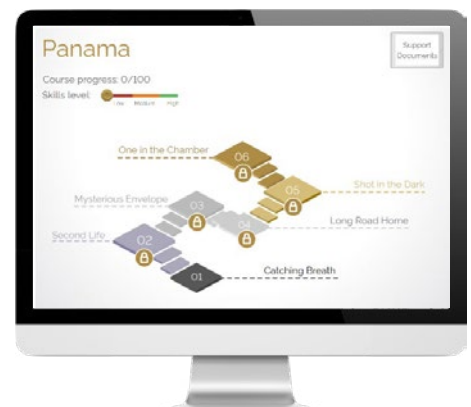 Panama
Support
Documents
Course progress: 0/100
Skills level:
Low Medium High
One in the Chamber
06
05
Shot in the Dark
Mysterious Envelope
03
04
Long Road Home
Second Life
02
01
Catching Breath